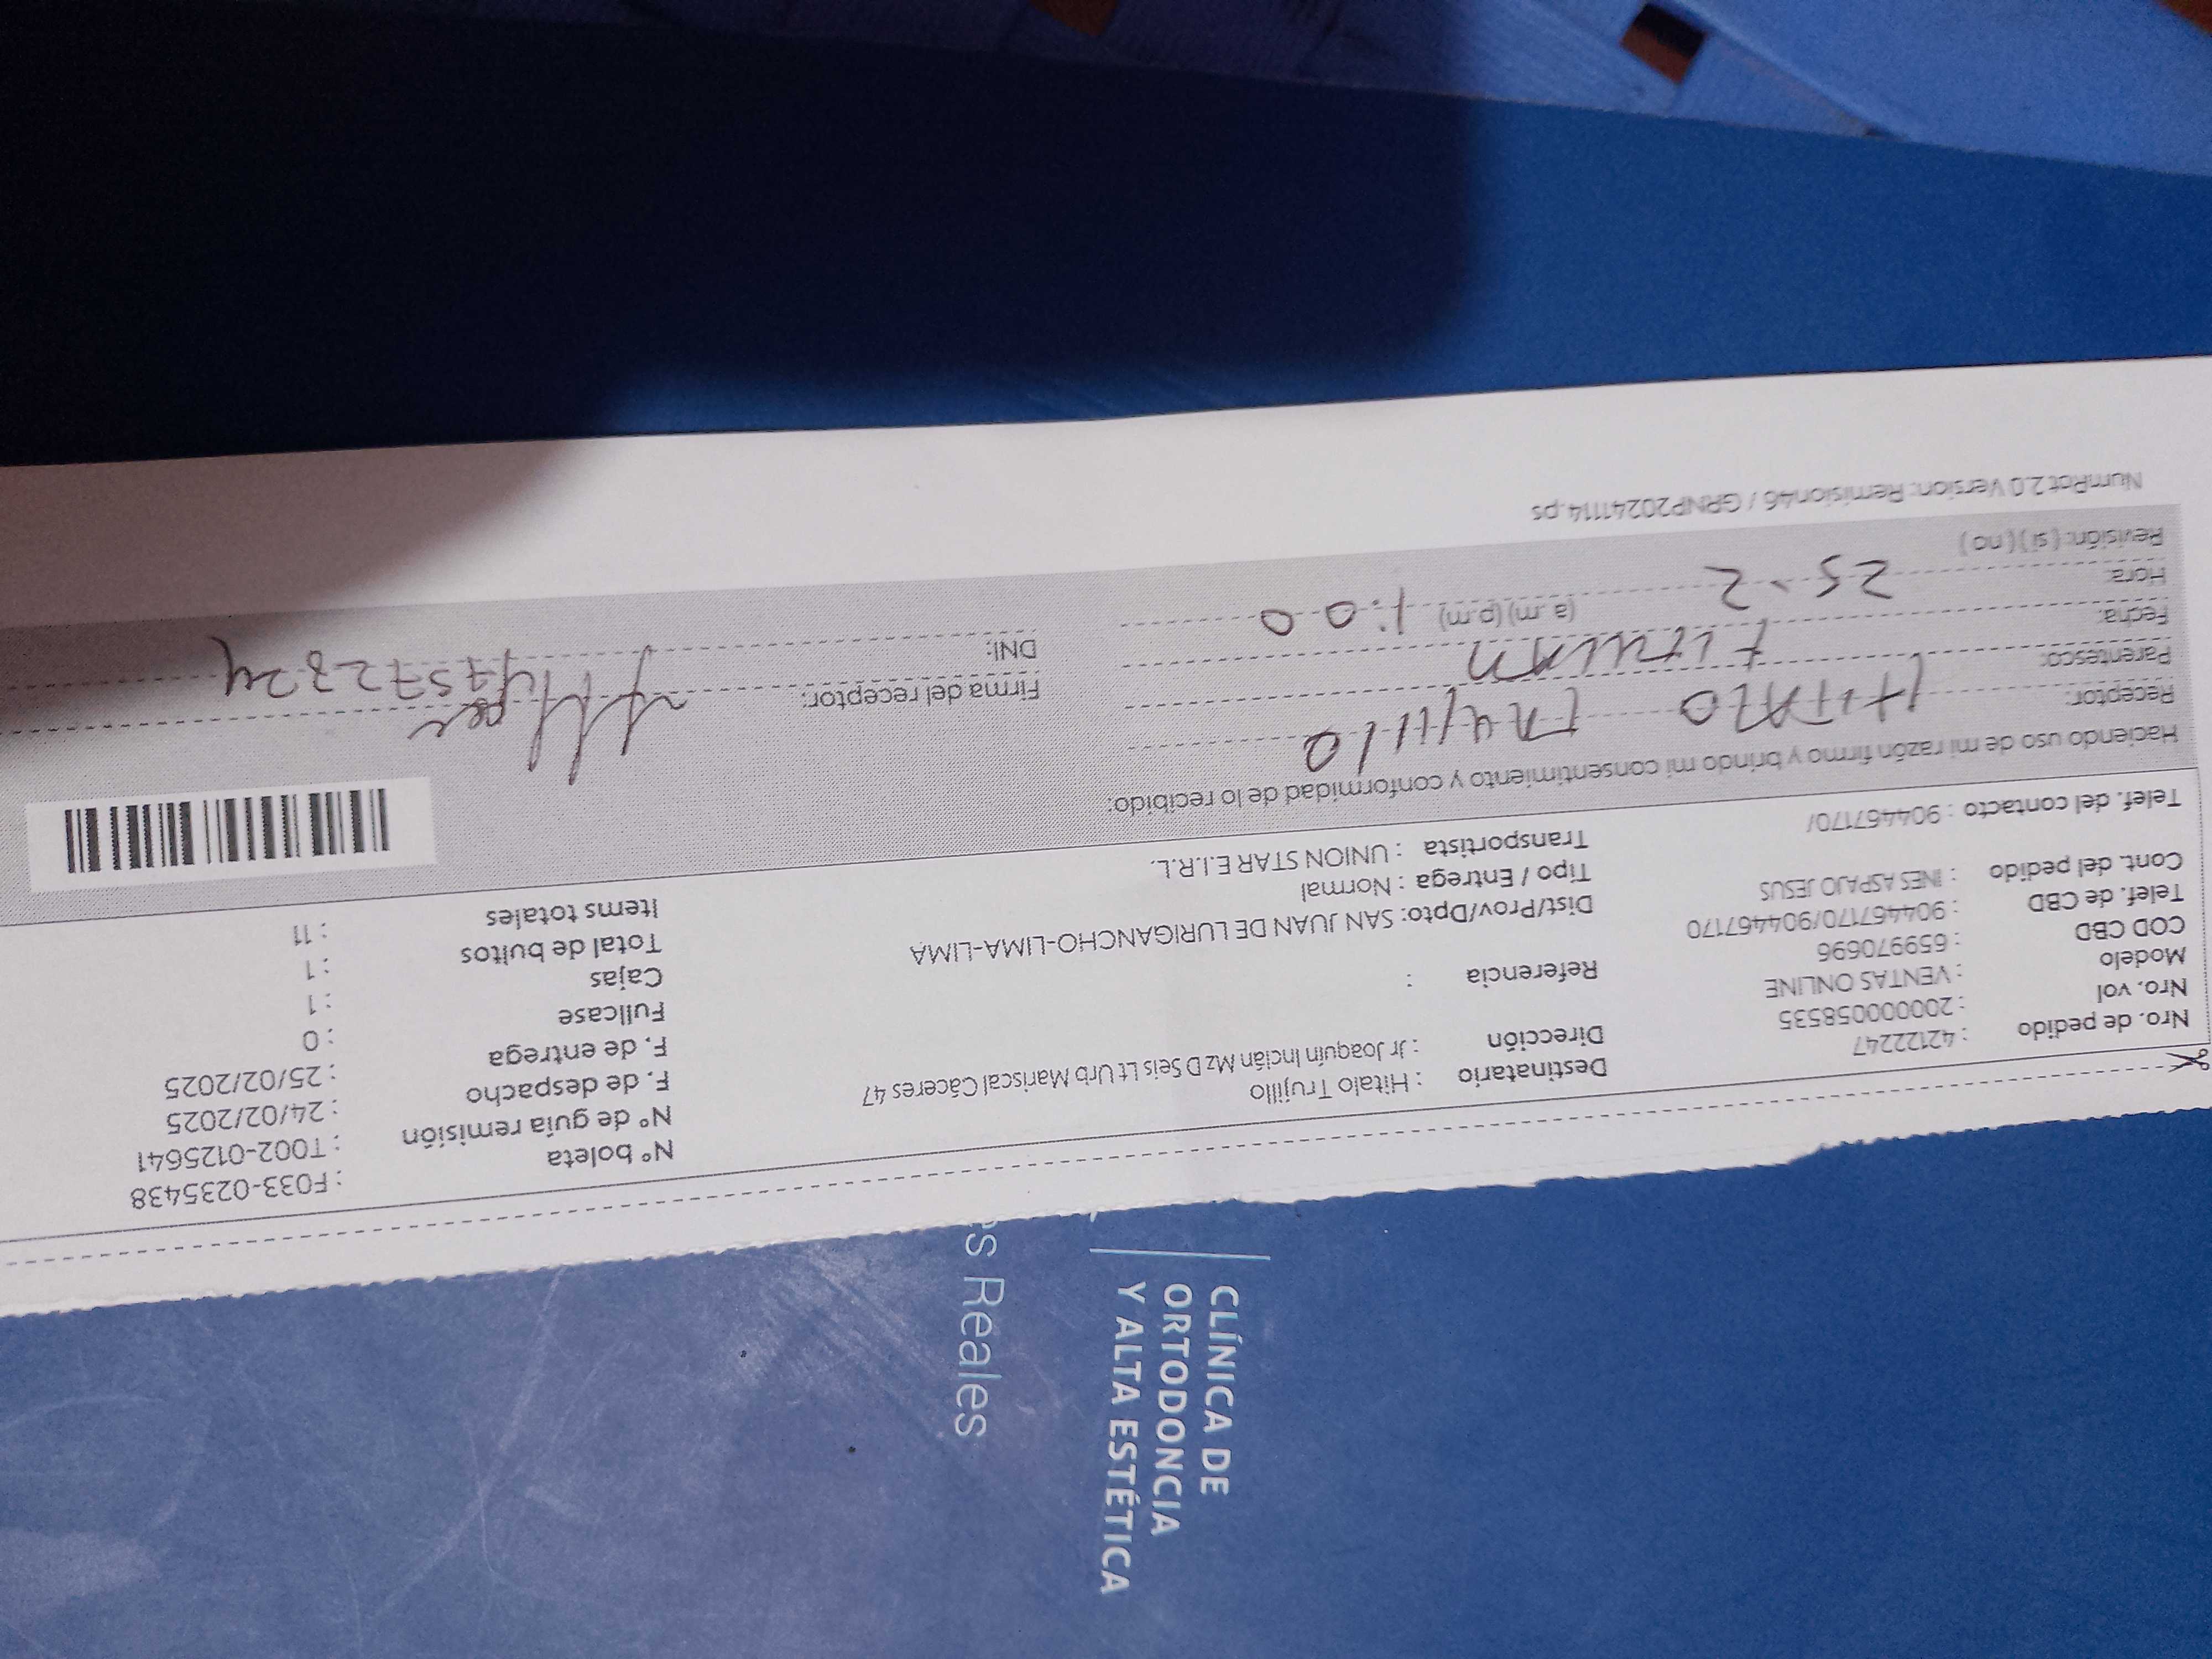 Nro. de pedido : 42122247
Nro. vol : 20000058535
Modelo : VENTAS ONLINE
COD CBD : 659970696
Telef. de CBD : 904467170/904467170
Cont. del pedido : INES ASPAJO JESUS
Telef. del contacto : 904467170/
Destinatario : Hitalo Trujillo
Dirección : Jr Joaquín Inclán Mz D Seis Lt Urb Mariscal Cáceres 47
Referencia :
Dist/Prov/Dpto: SAN JUAN DE LURIGANCHO-LIMA-LIMA
Tipo / Entrega : Normal
Transportista : UNION STAR E.I.R.L.
N° boleta : F033-0235438
N° de guía remisión : T002-0125641
F. de despacho : 24/02/2025
F. de entrega : 25/02/2025
Fullcase : 0
Cajas : 1
Total de bultos : 1
Items totales : 11
Haciendo uso de mi razón firmo y brindo mi consentimiento y conformidad de lo recibido:
Receptor: HITALO
Parentesco:
Fecha: 25-2
Hora: (a.m) (p.m) 1:00
Revisión: (si) (no)
Firma del receptor:
DNI:
NumRot 2.0 Version: Remision46 / GRNP20241114.ps
CLÍNICA DE
ORTODONCIA
Y ALTA ESTÉTICA
os Reales